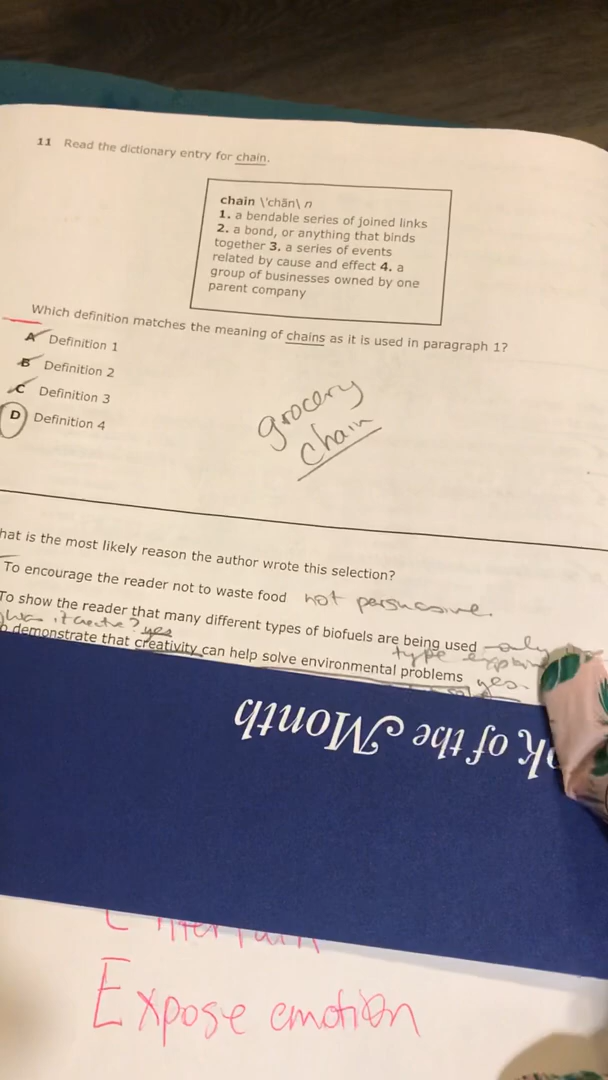 11 Read the dictionary entry for chain.
chain \'chān\ n
1. a bendable series of joined links
2. a bond, or anything that binds
together 3. a series of events
related by cause and effect 4. a
group of businesses owned by one
parent company
Which definition matches the meaning of chains as it is used in paragraph 1?
A Definition 1
B Definition 2
C Definition 3
D Definition 4
grocery
chain
hat is the most likely reason the author wrote this selection?
To encourage the reader not to waste food not persuasive.
To show the reader that many different types of biofuels are being used only
was it creative? yes type
demonstrate that creativity can help solve environmental problems yes.
k of the Month
Expose emotion